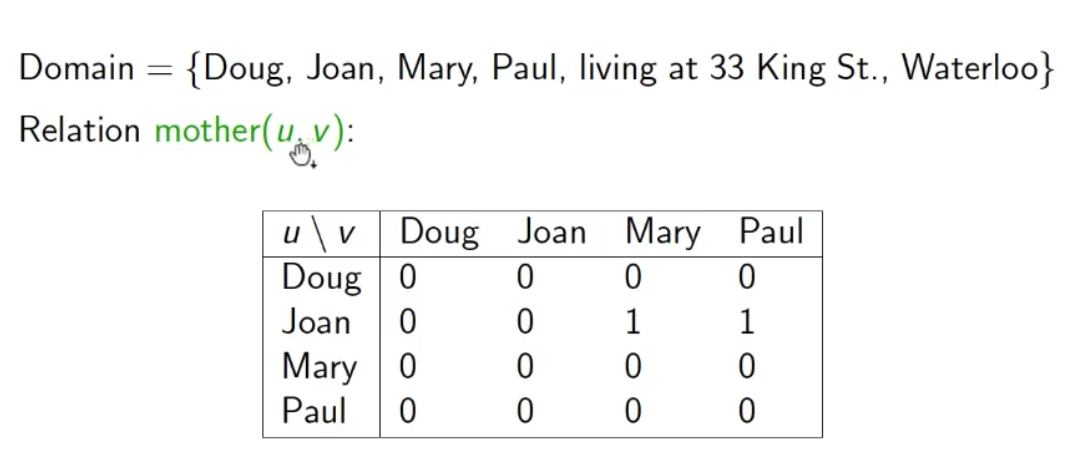 Domain = {Doug, Joan, Mary, Paul, living at 33 King St., Waterloo}
Relation mother(u, v):
u \ v Doug Joan Mary Paul
Doug 0 0 0 0
Joan 0 0 1 1
Mary 0 0 0 0
Paul 0 0 0 0